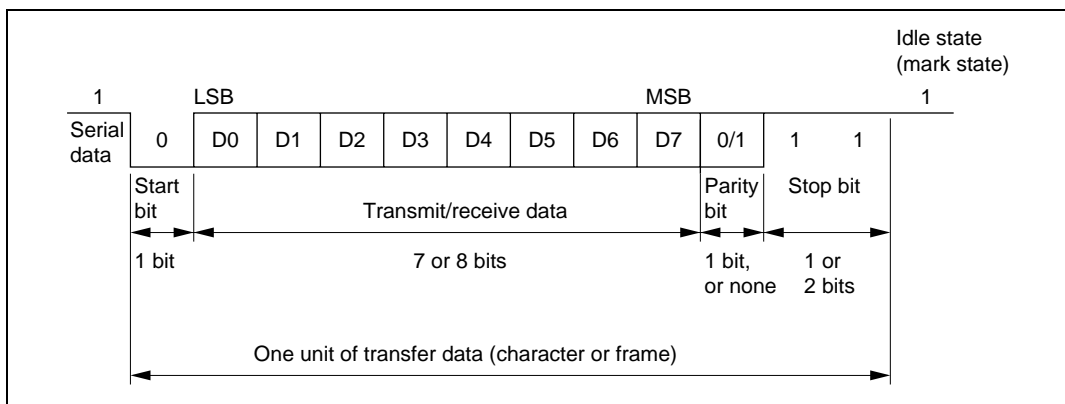 Idle state
(mark state)
1 LSB MSB 1
Serial
data
0 D0 D1 D2 D3 D4 D5 D6 D7 0/1 1 1
Start
bit
Transmit/receive data
Parity
bit
Stop bit
1 bit
7 or 8 bits
1 bit,
or none
1 or
2 bits
One unit of transfer data (character or frame)